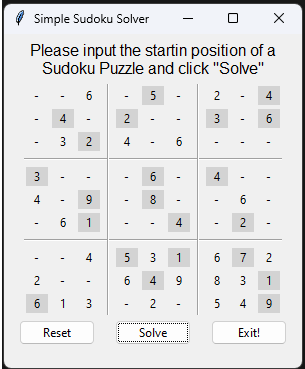 Simple Sudoku Solver
Please input the startin position of a
Sudoku Puzzle and click "Solve"
- - 6 - 5 - 2 - 4
- 4 - 2 - - 3 - 6
- 3 2 4 - 6 - - -
3 - - - 6 - 4 - -
4 - 9 - 8 - - 6 -
- 6 1 - - 4 - 2 -
- - 4 5 3 1 6 7 2
2 - - 6 4 9 8 3 1
6 1 3 - 2 - 5 4 9
Reset Solve Exit!